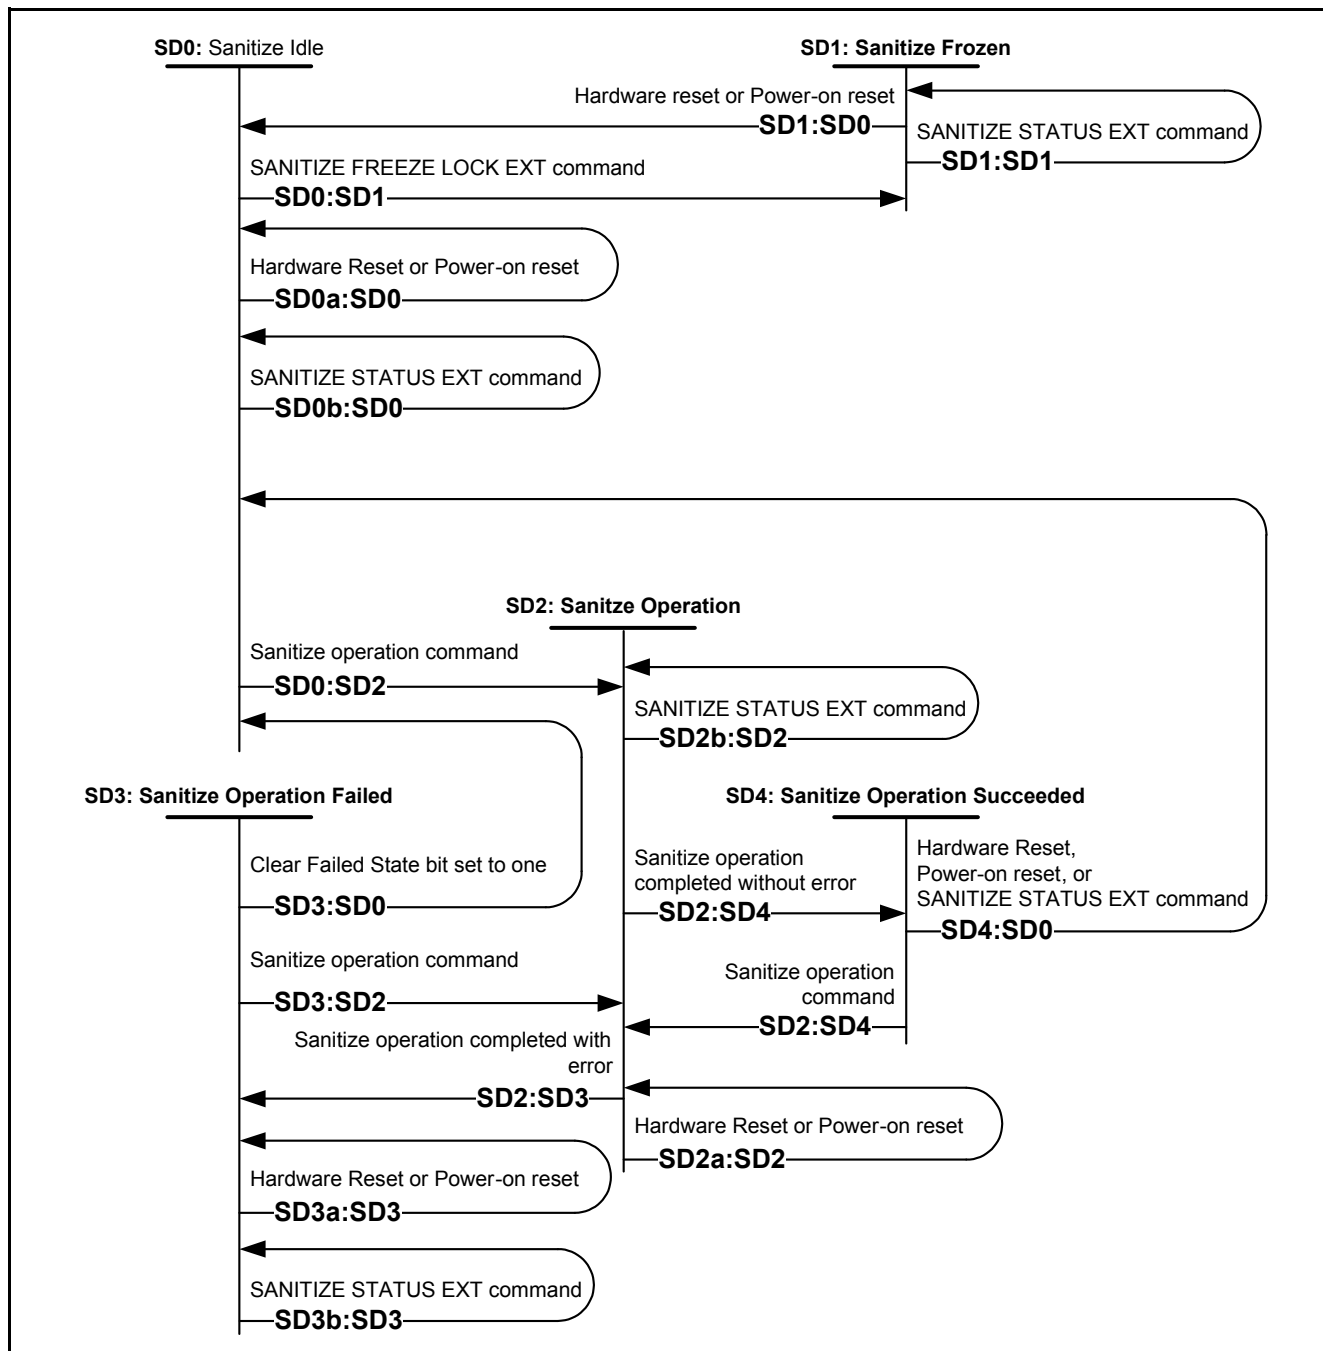 SD0: Sanitize Idle
SD1: Sanitize Frozen
Hardware reset or Power-on reset
SD1:SD0
SANITIZE STATUS EXT command
SD1:SD1
SANITIZE FREEZE LOCK EXT command
SD0:SD1
Hardware Reset or Power-on reset
SD0a:SD0
SANITIZE STATUS EXT command
SD0b:SD0
SD2: Sanitze Operation
Sanitize operation command
SD0:SD2
SANITIZE STATUS EXT command
SD2b:SD2
SD3: Sanitize Operation Failed
SD4: Sanitize Operation Succeeded
Clear Failed State bit set to one
SD3:SD0
Sanitize operation
completed without error
SD2:SD4
Hardware Reset,
Power-on reset, or
SANITIZE STATUS EXT command
SD4:SD0
Sanitize operation command
SD3:SD2
Sanitize operation
command
SD2:SD4
Sanitize operation completed with
error
SD2:SD3
Hardware Reset or Power-on reset
SD2a:SD2
Hardware Reset or Power-on reset
SD3a:SD3
SANITIZE STATUS EXT command
SD3b:SD3